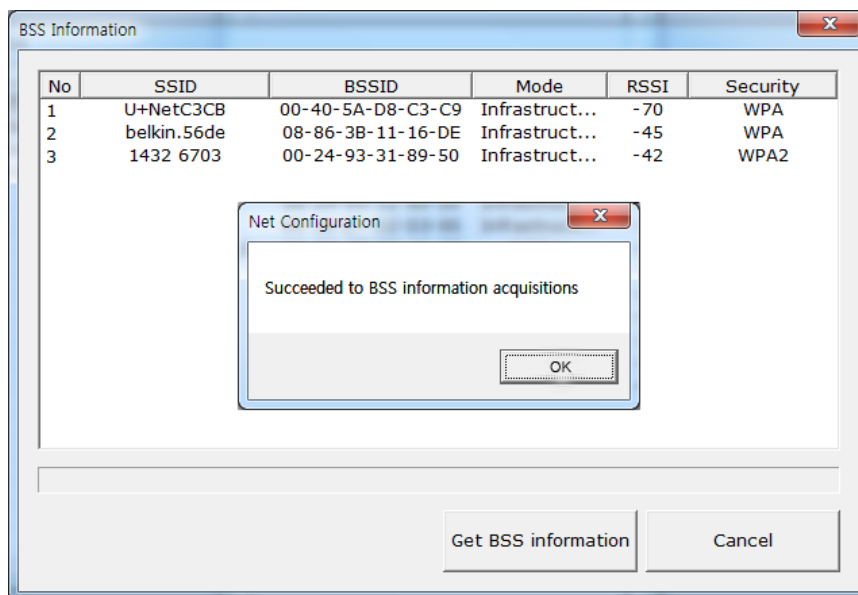 BSS Information
No SSID BSSID Mode RSSI Security
1 U+NetC3CB 00-40-5A-D8-C3-C9 Infrastruct... -70 WPA
2 belkin.56de 08-86-3B-11-16-DE Infrastruct... -45 WPA
3 1432 6703 00-24-93-31-89-50 Infrastruct... -42 WPA2
Net Configuration
Succeeded to BSS information acquisitions
OK
Get BSS information Cancel